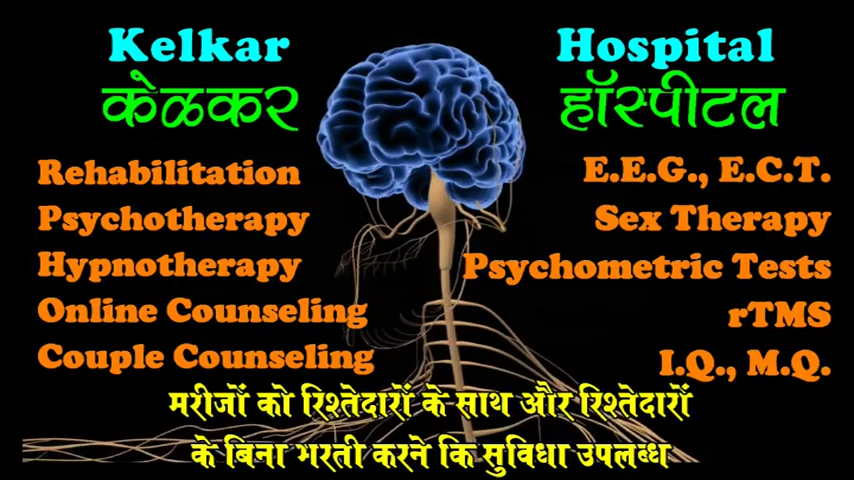 Kelkar Hospital
केळकर हॉस्पीटल
Rehabilitation
Psychotherapy
Hypnotherapy
Online Counseling
Couple Counseling
E.E.G., E.C.T.
Sex Therapy
Psychometric Tests
rTMS
I.Q., M.Q.
मरीजों को रिश्तेदारों के साथ और रिश्तेदारों
के बिना भरती करने कि सुविधा उपलब्ध